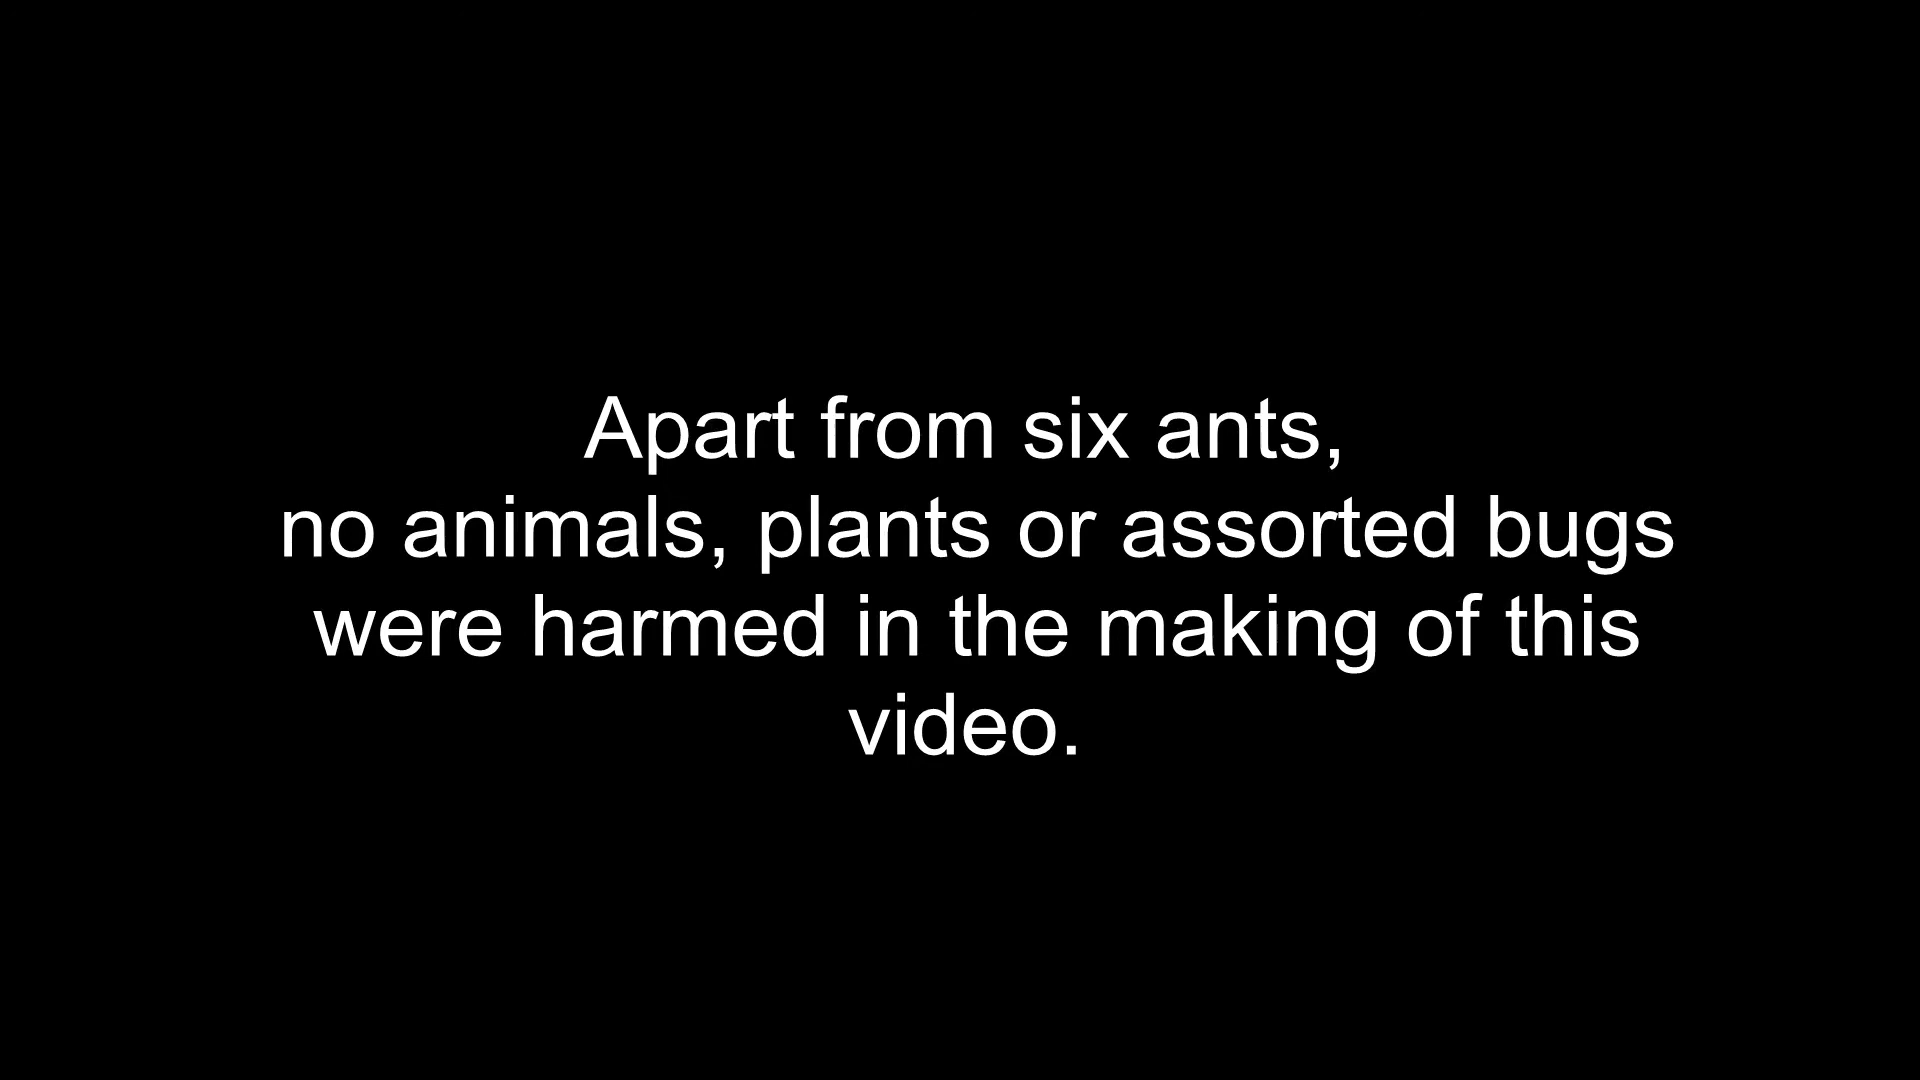 Apart from six ants,
no animals, plants or assorted bugs
were harmed in the making of this
video.